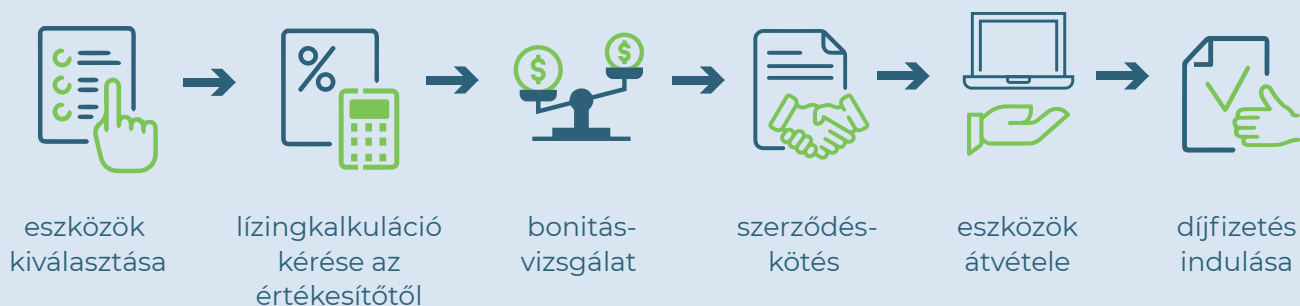 eszközök
kiválasztása
lízingkalkuláció
kérése az
értékesítőtől
bonitás-
vizsgálat
szerződés-
kötés
eszközök
átvétele
díjfizetés
indulása